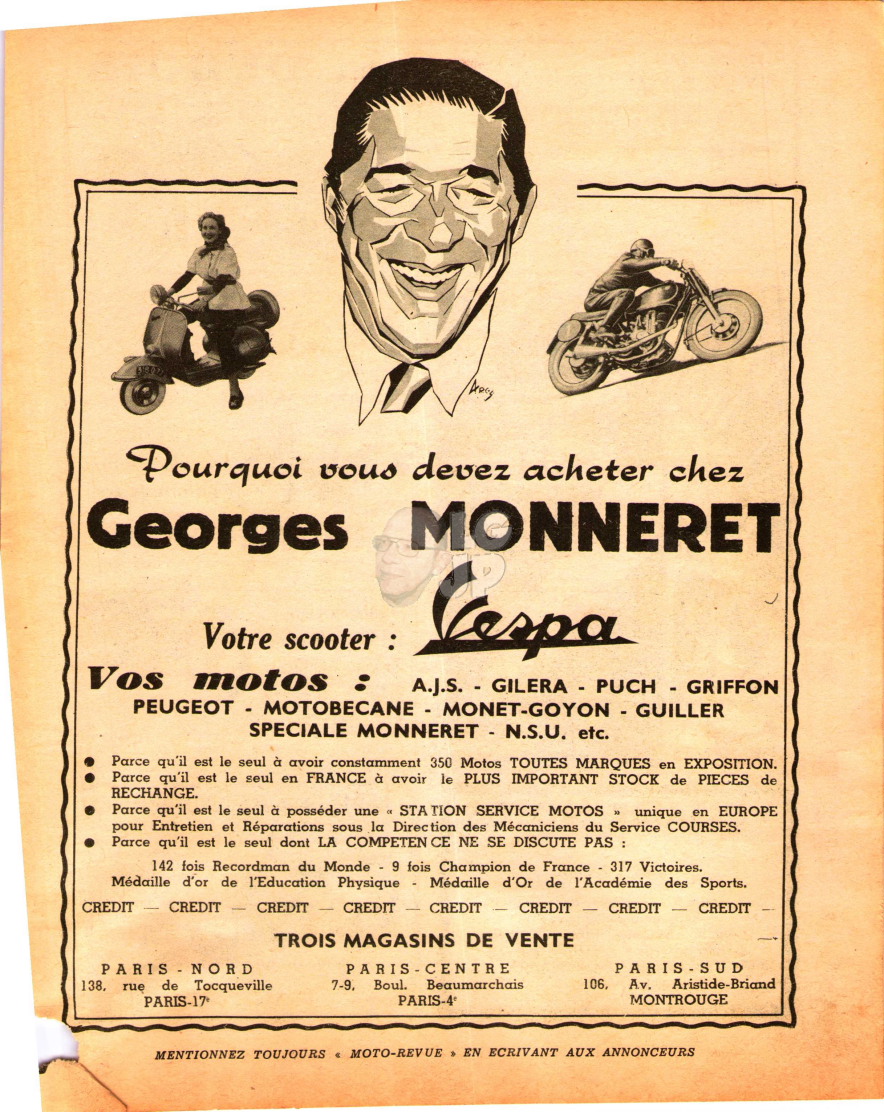 Pourquoi vous devez acheter chez
Georges MONNERET
Votre scooter : Vespa
Vos motos : A.J.S. - GILERA - PUCH - GRIFFON
PEUGEOT - MOTOBECANE - MONET-GOYON - GUILLER
SPECIALE MONNERET - N.S.U. etc.
● Parce qu'il est le seul à avoir constamment 350 Motos TOUTES MARQUES en EXPOSITION.
● Parce qu'il est le seul en FRANCE à avoir le PLUS IMPORTANT STOCK de PIECES de
RECHANGE.
● Parce qu'il est le seul à posséder une « STATION SERVICE MOTOS » unique en EUROPE
pour Entretien et Réparations sous la Direction des Mécaniciens du Service COURSES.
● Parce qu'il est le seul dont LA COMPETENCE NE SE DISCUTE PAS :
142 fois Recordman du Monde - 9 fois Champion de France - 317 Victoires.
Médaille d'or de l'Education Physique - Médaille d'Or de l'Académie des Sports.
CREDIT — CREDIT — CREDIT — CREDIT — CREDIT — CREDIT — CREDIT — CREDIT —
TROIS MAGASINS DE VENTE
PARIS-NORD PARIS-CENTRE PARIS-SUD
138, rue de Tocqueville 7-9, Boul. Beaumarchais 106, Av. Aristide-Briand
PARIS-17e PARIS-4e MONTROUGE
MENTIONNEZ TOUJOURS « MOTO-REVUE » EN ECRIVANT AUX ANNONCEURS